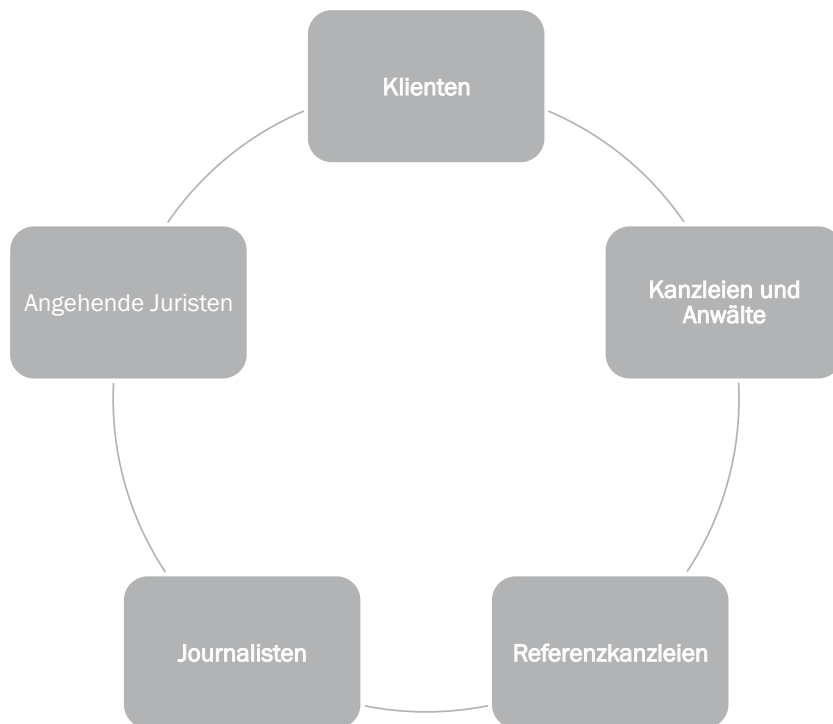 Klienten
Kanzleien und
Anwälte
Referenzkanzleien
Journalisten
Angehende Juristen